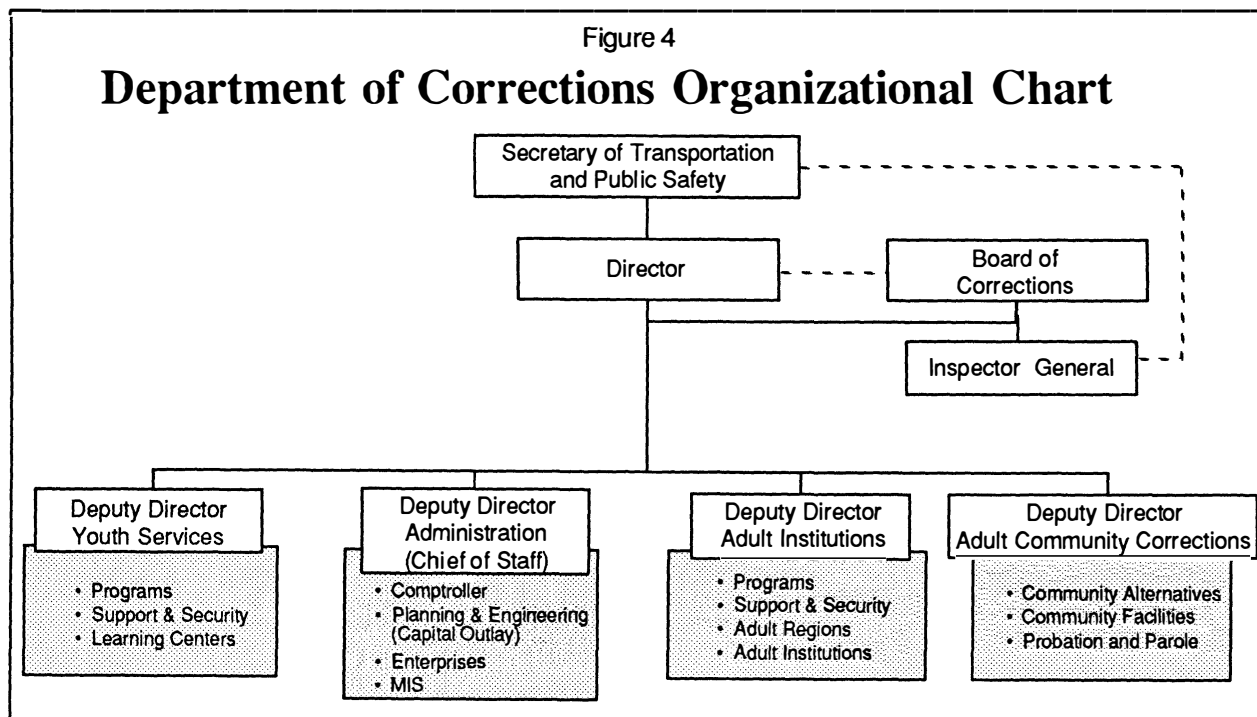 Figure 4
Department of Corrections Organizational Chart
Secretary of Transportation
and Public Safety
Director
Board of
Corrections
Inspector General
Deputy Director
Youth Services
• Programs
• Support & Security
• Learning Centers
Deputy Director
Administration
(Chief of Staff)
• Comptroller
• Planning & Engineering
(Capital Outlay)
• Enterprises
• MIS
Deputy Director
Adult Institutions
• Programs
• Support & Security
• Adult Regions
• Adult Institutions
Deputy Director
Adult Community Corrections
• Community Alternatives
• Community Facilities
• Probation and Parole